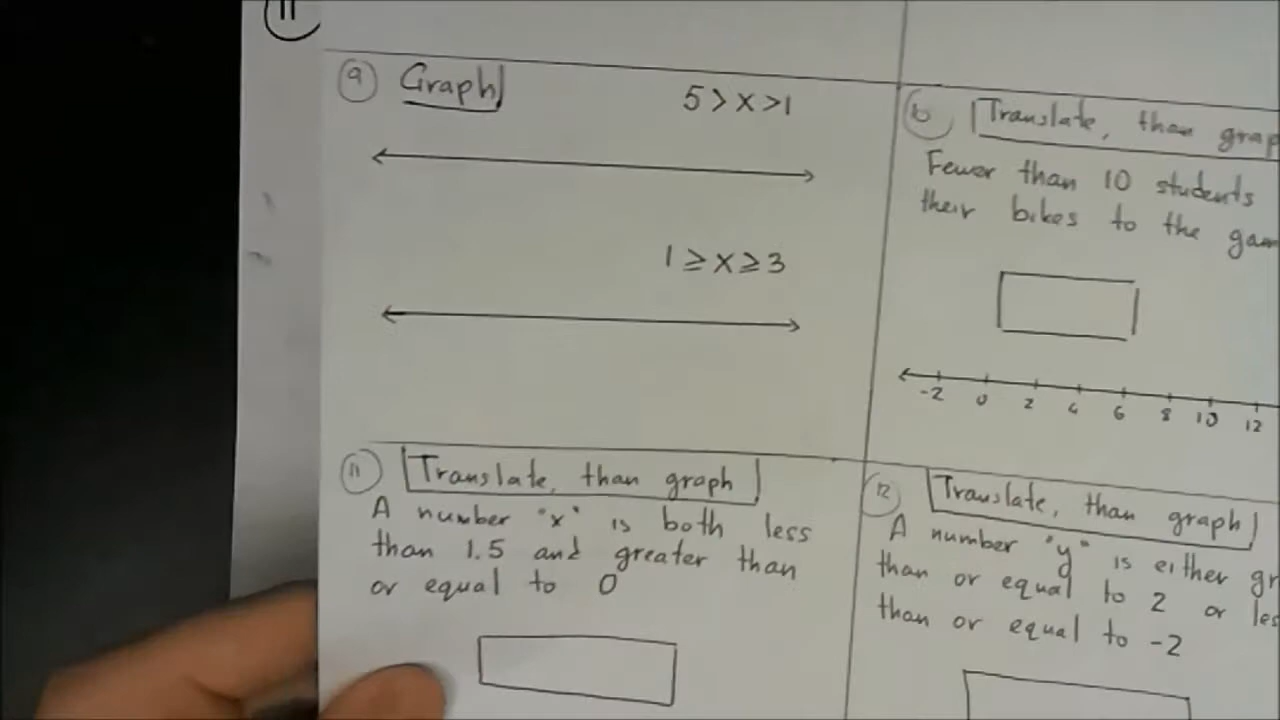 11
9 Graph
5 > x > 1
1 ≥ x ≥ 3
10 Translate, than grap
Fewer than 10 students
their bikes to the gam
-2 0 2 4 6 8 10 12
11 Translate, than graph
A number "x" is both less
than 1.5 and greater than
or equal to 0
12 Translate, than graph
A number "y" is either gr
than or equal to 2 or les
than or equal to -2